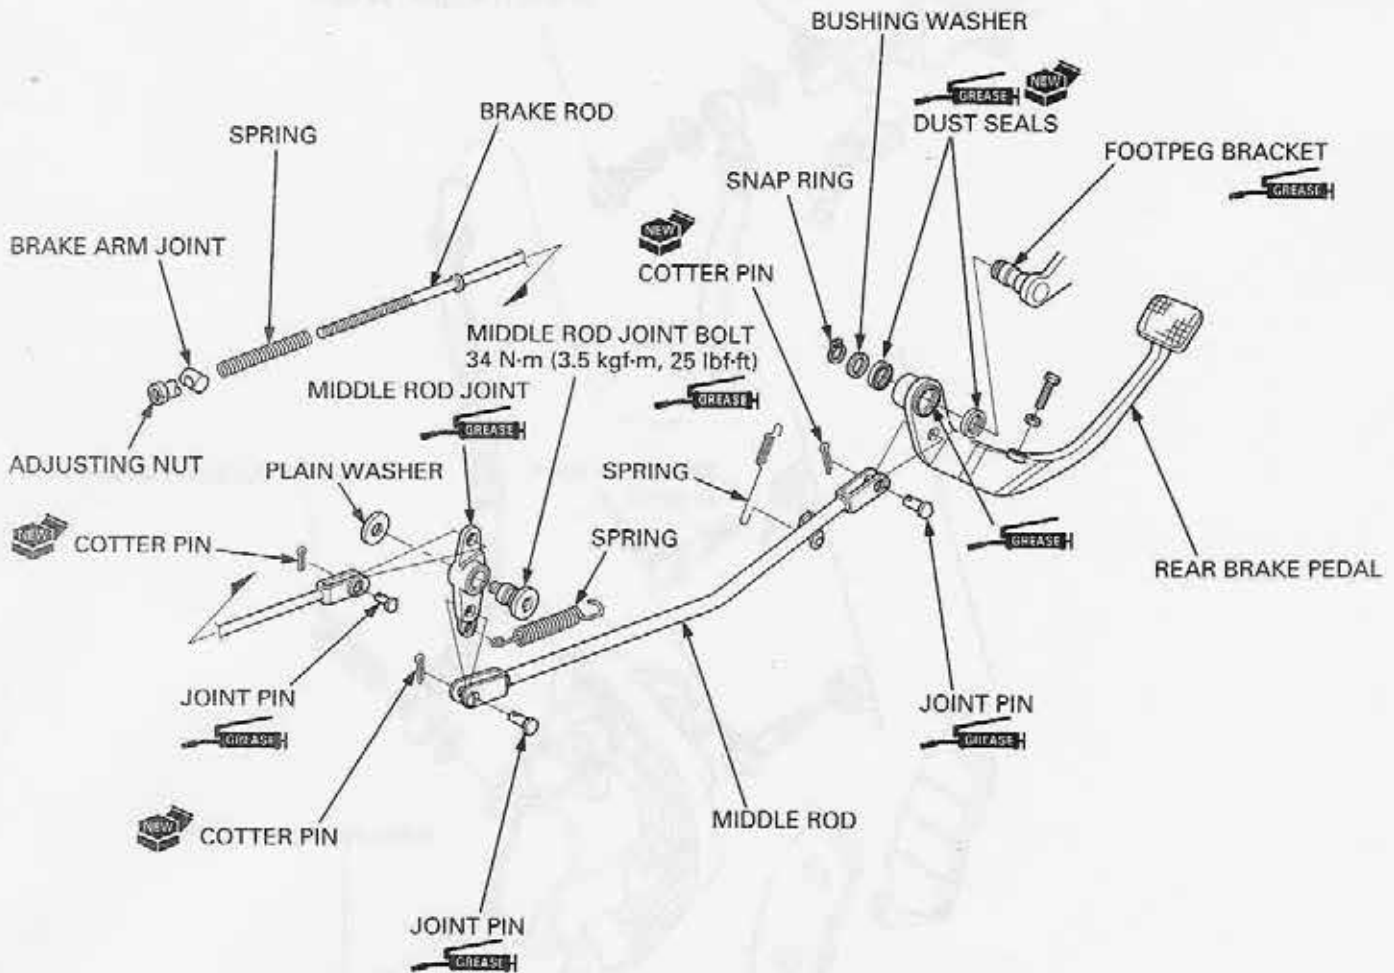 BUSHING WASHER
GREASE NEW
DUST SEALS
BRAKE ROD
SPRING
FOOTPEG BRACKET
GREASE
SNAP RING
NEW
COTTER PIN
BRAKE ARM JOINT
MIDDLE ROD JOINT BOLT
34 N·m (3.5 kgf-m, 25 lbf-ft)
GREASE
MIDDLE ROD JOINT
GREASE
ADJUSTING NUT
PLAIN WASHER
SPRING
NEW
COTTER PIN
SPRING
GREASE
REAR BRAKE PEDAL
JOINT PIN
GREASE
JOINT PIN
GREASE
NEW
COTTER PIN
MIDDLE ROD
JOINT PIN
GREASE